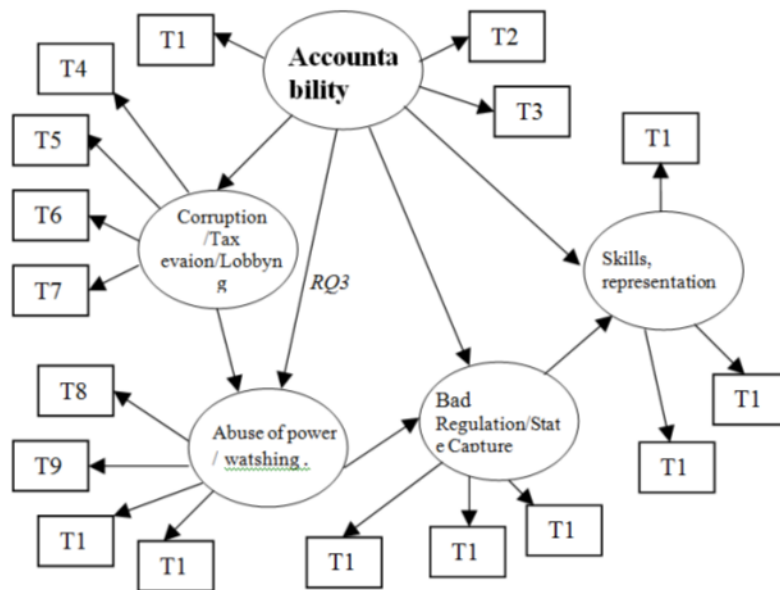 T1
Accounta
bility
T2
T3
T4
T5
T6
T7
Corruption
/Tax
evaion/Lobbyn
g
RQ3
T1
Skills,
representation
T1
T1
T8
T9
T1
T1
Abuse of power
/ watshing .
Bad
Regulation/Stat
e Capture
T1
T1
T1